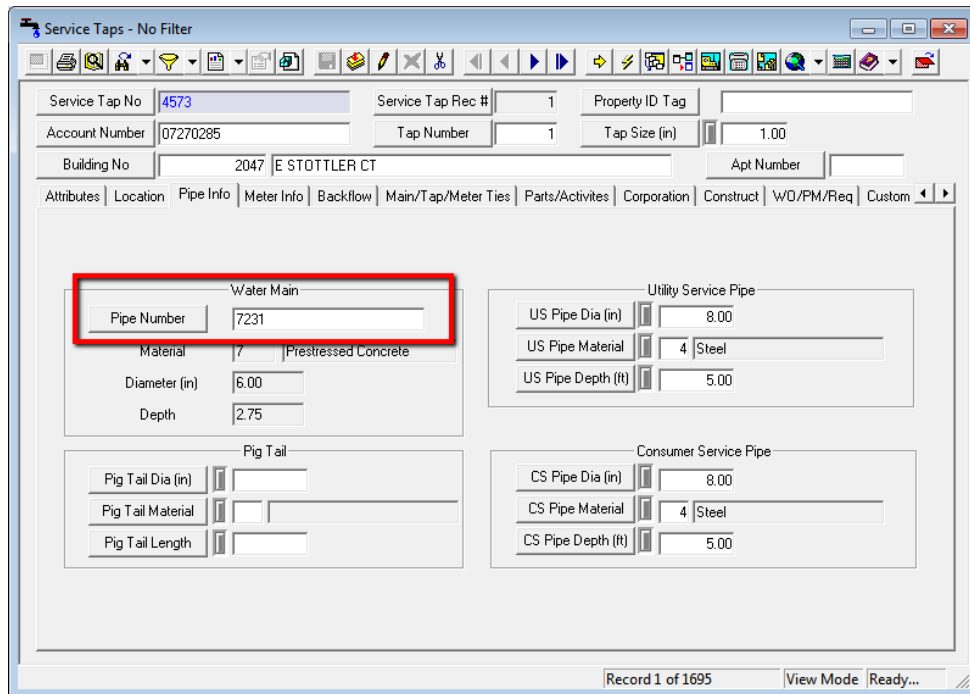 Service Taps - No Filter
Service Tap No 4573 Service Tap Rec # 1 Property ID Tag
Account Number 07270285 Tap Number 1 Tap Size (in) 1.00
Building No 2047 E STOTTLER CT Apt Number
Attributes Location Pipe Info Meter Info Backflow Main/Tap/Meter Ties Parts/Activites Corporation Construct WO/PM/Req Custom
Water Main
Pipe Number 7231
Material 7 Prestressed Concrete
Diameter (in) 6.00
Depth 2.75
Utility Service Pipe
US Pipe Dia (in) 8.00
US Pipe Material 4 Steel
US Pipe Depth (ft) 5.00
Pig Tail
Pig Tail Dia (in)
Pig Tail Material
Pig Tail Length
Consumer Service Pipe
CS Pipe Dia (in) 8.00
CS Pipe Material 4 Steel
CS Pipe Depth (ft) 5.00
Record 1 of 1695 View Mode Ready...